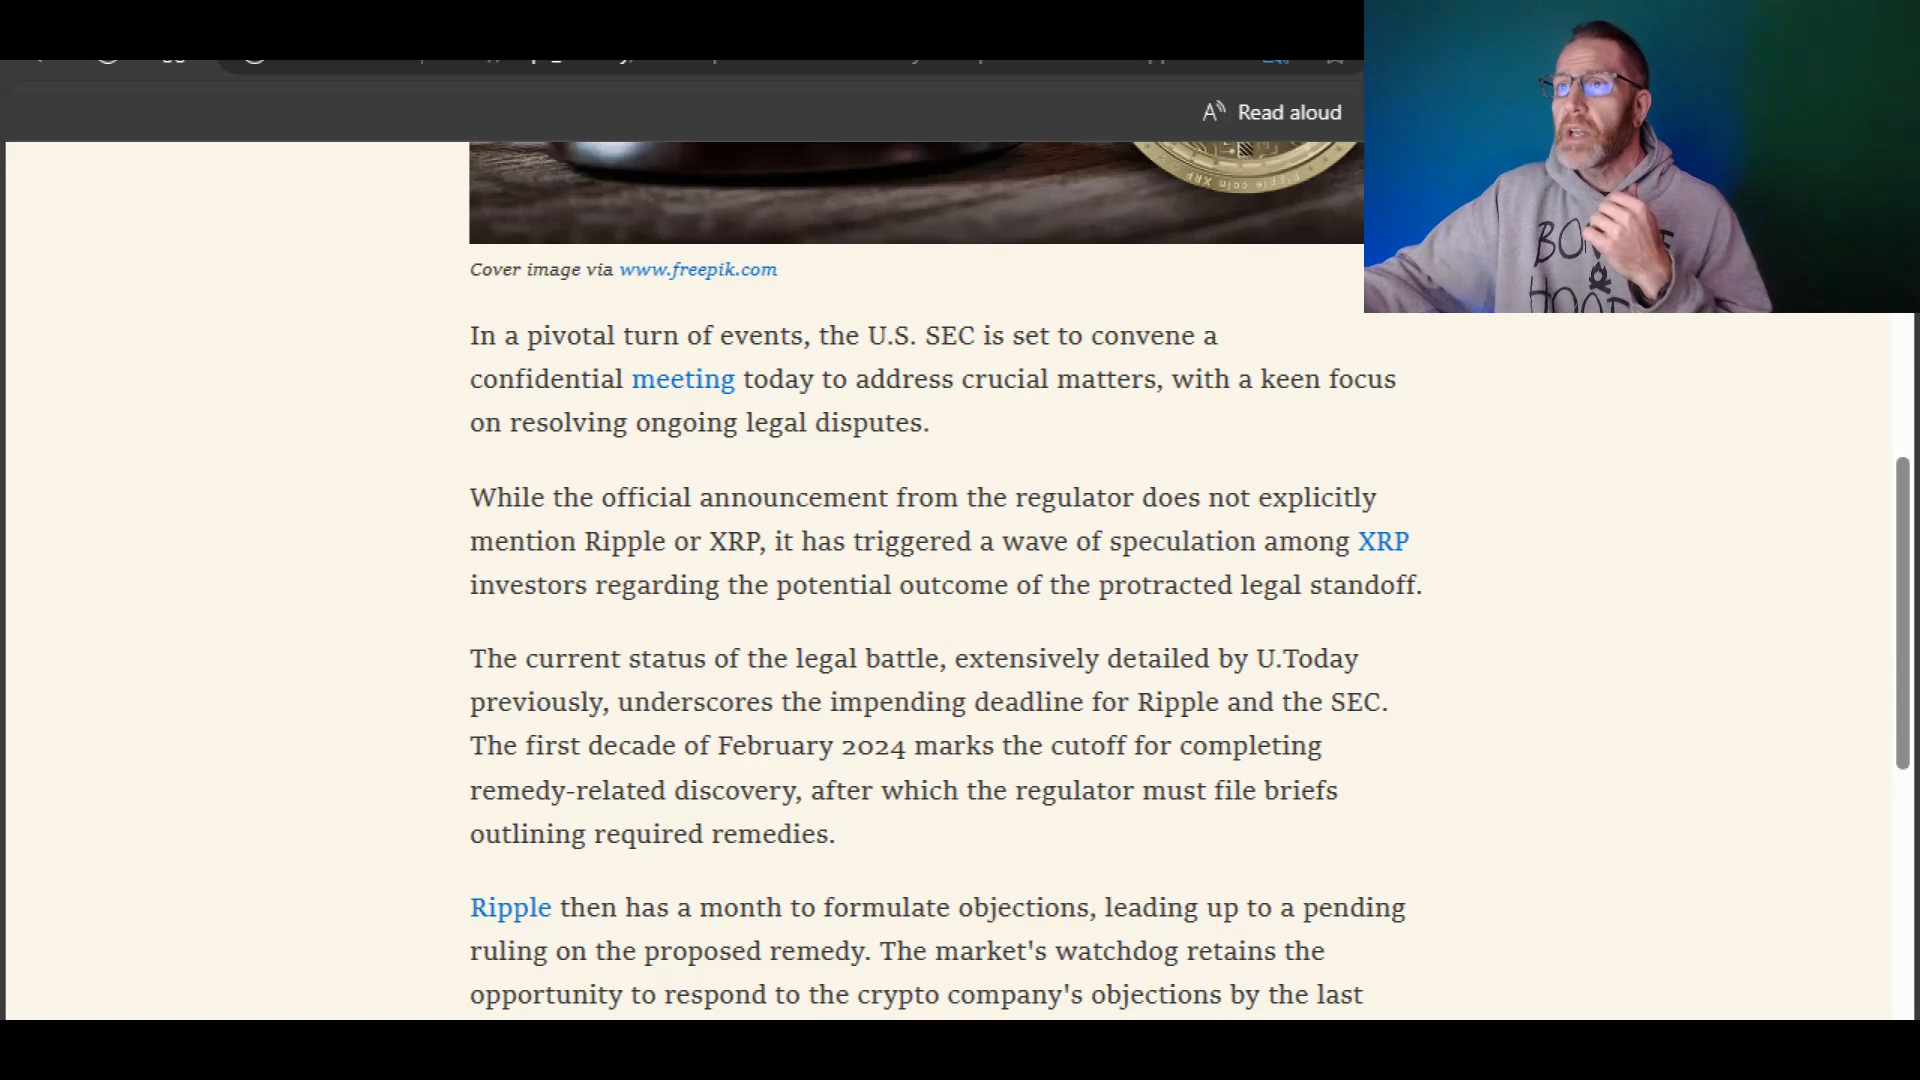 Read aloud
ripple coin XRP
Cover image via www.freepik.com
In a pivotal turn of events, the U.S. SEC is set to convene a
confidential meeting today to address crucial matters, with a keen focus
on resolving ongoing legal disputes.
While the official announcement from the regulator does not explicitly
mention Ripple or XRP, it has triggered a wave of speculation among XRP
investors regarding the potential outcome of the protracted legal standoff.
The current status of the legal battle, extensively detailed by U.Today
previously, underscores the impending deadline for Ripple and the SEC.
The first decade of February 2024 marks the cutoff for completing
remedy-related discovery, after which the regulator must file briefs
outlining required remedies.
Ripple then has a month to formulate objections, leading up to a pending
ruling on the proposed remedy. The market's watchdog retains the
opportunity to respond to the crypto company's objections by the last